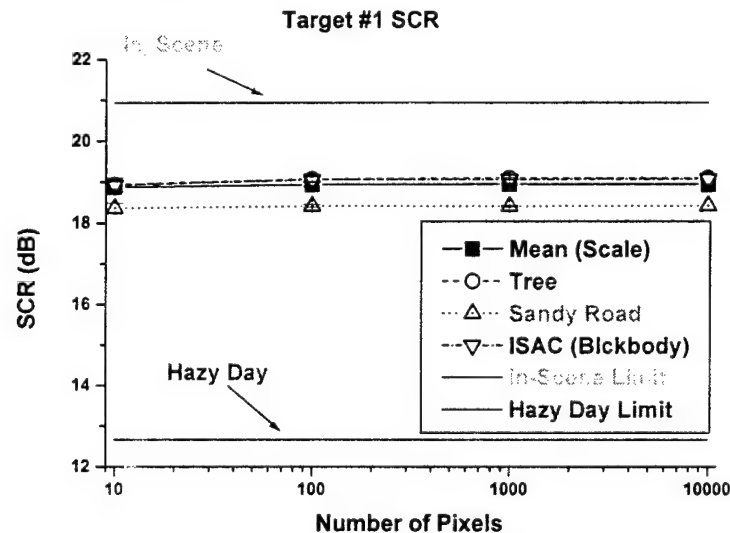 Target #1 SCR
In Scene
22
20
18
16
14
12
SCR (dB)
Hazy Day
Mean (Scale)
Tree
Sandy Road
ISAC (Blckbody)
In-Scene Limit
Hazy Day Limit
10
100
1000
10000
Number of Pixels